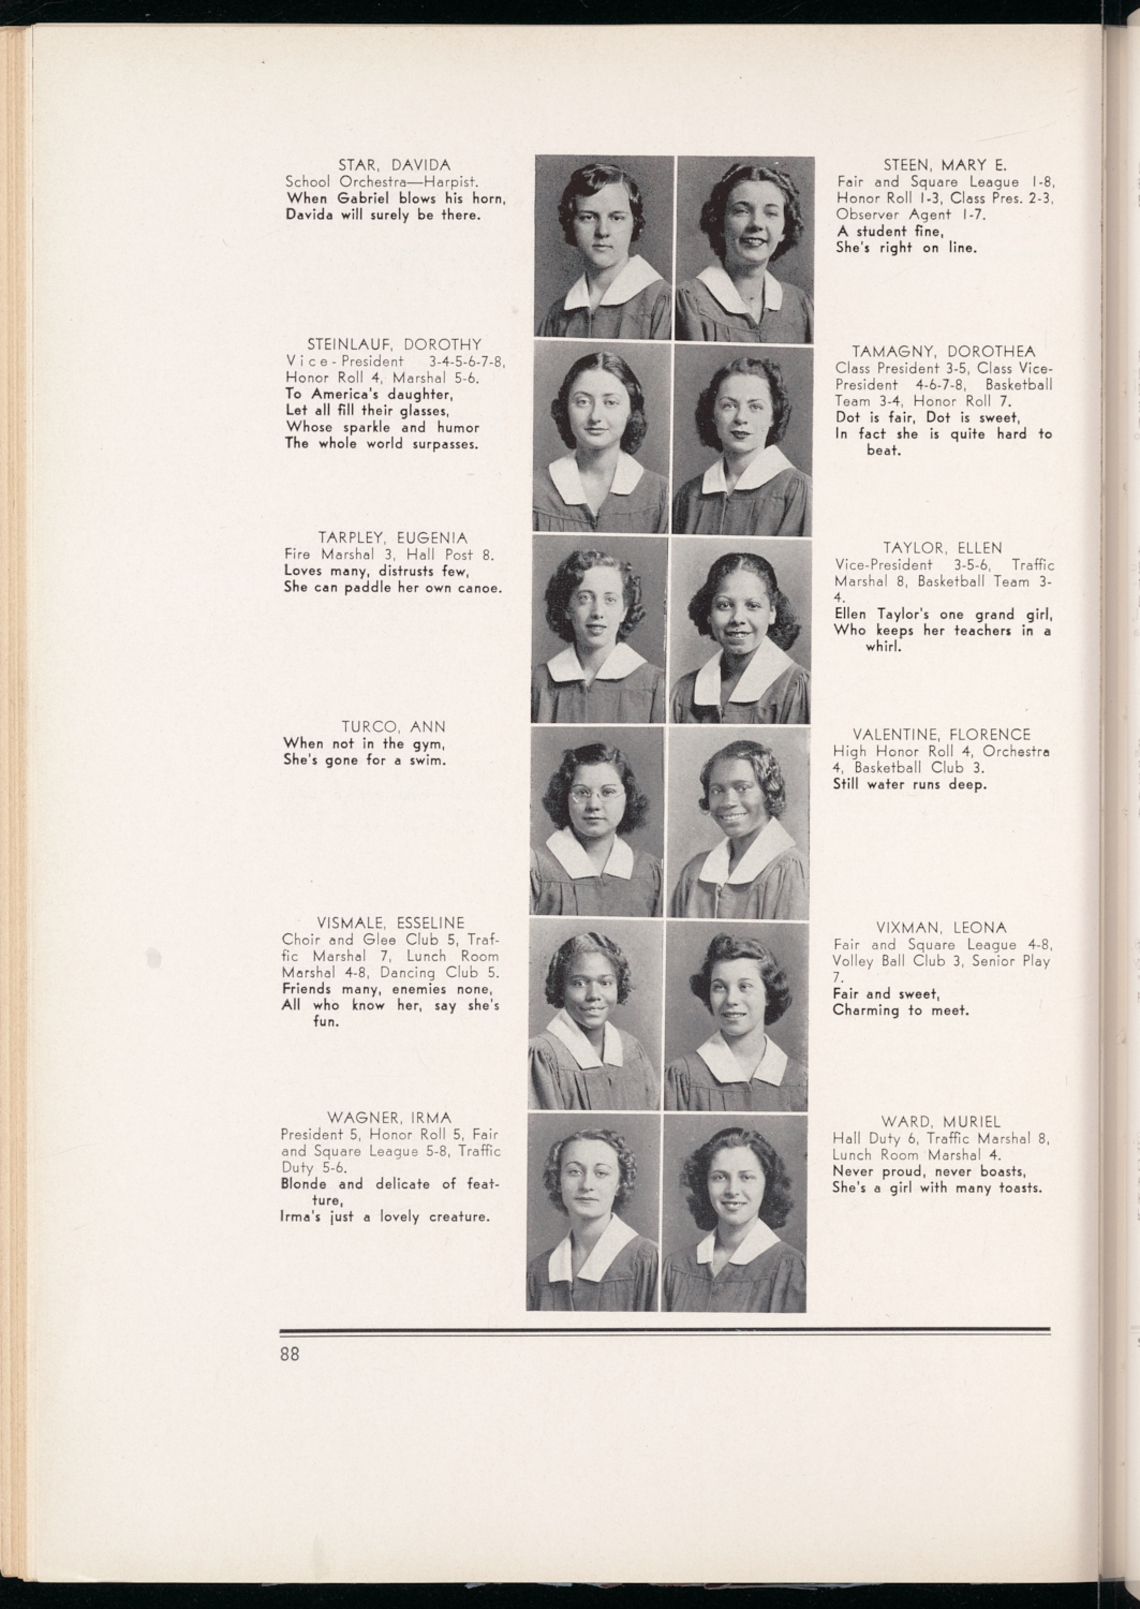 STAR, DAVIDA
School Orchestra—Harpist.
When Gabriel blows his horn,
Davida will surely be there.
STEEN, MARY E.
Fair and Square League 1-8,
Honor Roll 1-3, Class Pres. 2-3,
Observer Agent 1-7.
A student fine,
She's right on line.
STEINLAUF, DOROTHY
Vice-President 3-4-5-6-7-8,
Honor Roll 4, Marshal 5-6.
To America's daughter,
Let all fill their glasses,
Whose sparkle and humor
The whole world surpasses.
TAMAGNY, DOROTHEA
Class President 3-5, Class Vice-
President 4-6-7-8, Basketball
Team 3-4, Honor Roll 7.
Dot is fair, Dot is sweet,
In fact she is quite hard to
beat.
TARPLEY, EUGENIA
Fire Marshal 3, Hall Post 8.
Loves many, distrusts few,
She can paddle her own canoe.
TAYLOR, ELLEN
Vice-President 3-5-6, Traffic
Marshal 8, Basketball Team 3-
4.
Ellen Taylor's one grand girl,
Who keeps her teachers in a
whirl.
TURCO, ANN
When not in the gym,
She's gone for a swim.
VALENTINE, FLORENCE
High Honor Roll 4, Orchestra
4, Basketball Club 3.
Still water runs deep.
VISMALE, ESSELINE
Choir and Glee Club 5, Traf-
fic Marshal 7, Lunch Room
Marshal 4-8, Dancing Club 5.
Friends many, enemies none,
All who know her, say she's
fun.
VIXMAN, LEONA
Fair and Square League 4-8,
Volley Ball Club 3, Senior Play
7.
Fair and sweet,
Charming to meet.
WAGNER, IRMA
President 5, Honor Roll 5, Fair
and Square League 5-8, Traffic
Duty 5-6.
Blonde and delicate of feat-
ture,
Irma's just a lovely creature.
WARD, MURIEL
Hall Duty 6, Traffic Marshal 8,
Lunch Room Marshal 4.
Never proud, never boasts,
She's a girl with many toasts.
88